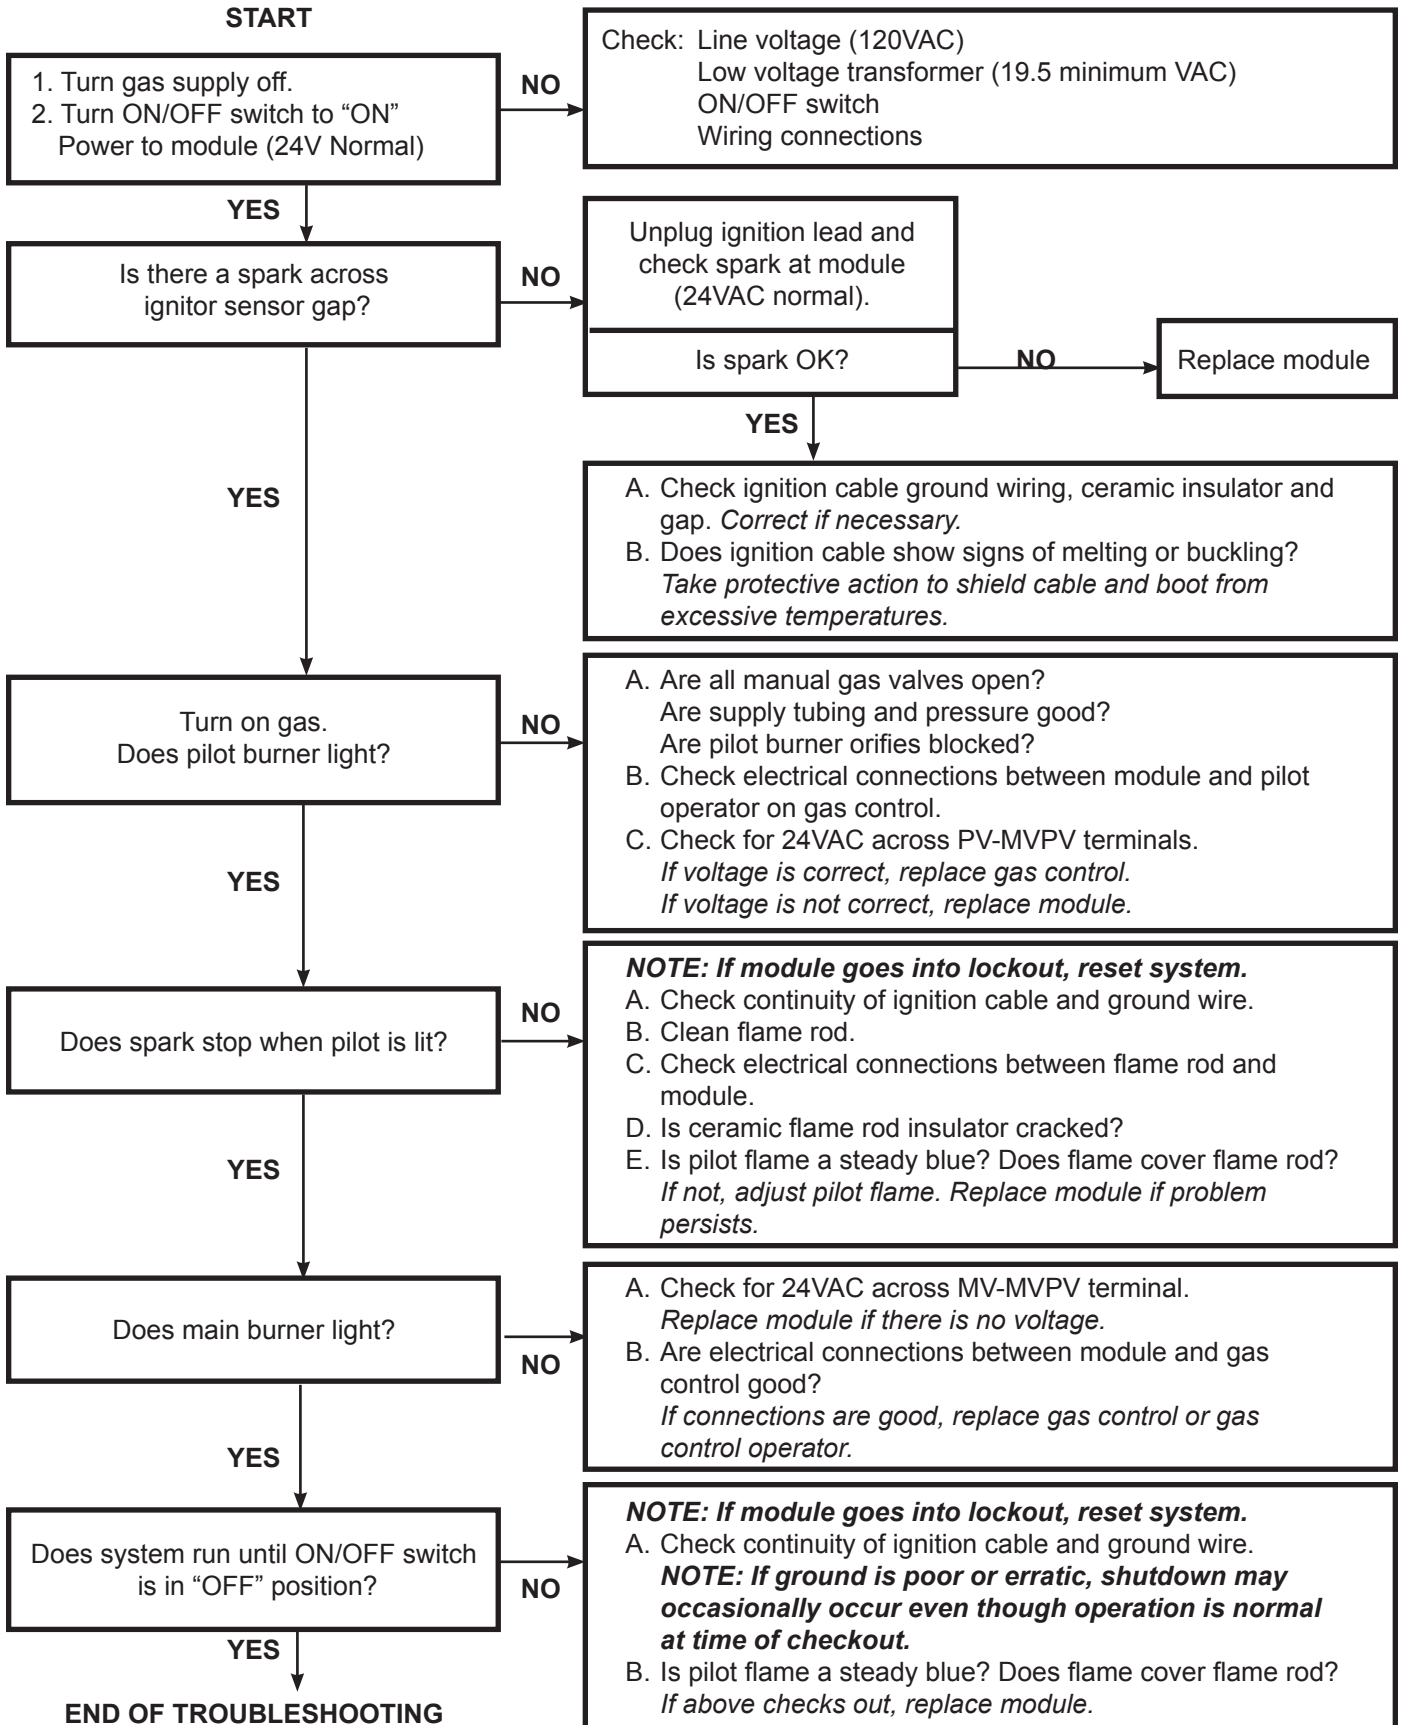 START
1. Turn gas supply off.
2. Turn ON/OFF switch to “ON”
Power to module (24V Normal)
NO
Check: Line voltage (120VAC)
Low voltage transformer (19.5 minimum VAC)
ON/OFF switch
Wiring connections
YES
Is there a spark across
ignitor sensor gap?
NO
Unplug ignition lead and
check spark at module
(24VAC normal).
Is spark OK?
NO
Replace module
YES
A. Check ignition cable ground wiring, ceramic insulator and
gap. Correct if necessary.
B. Does ignition cable show signs of melting or buckling?
Take protective action to shield cable and boot from
excessive temperatures.
YES
Turn on gas.
Does pilot burner light?
NO
A. Are all manual gas valves open?
Are supply tubing and pressure good?
Are pilot burner orifies blocked?
B. Check electrical connections between module and pilot
operator on gas control.
C. Check for 24VAC across PV-MVPV terminals.
If voltage is correct, replace gas control.
If voltage is not correct, replace module.
YES
Does spark stop when pilot is lit?
NO
NOTE: If module goes into lockout, reset system.
A. Check continuity of ignition cable and ground wire.
B. Clean flame rod.
C. Check electrical connections between flame rod and
module.
D. Is ceramic flame rod insulator cracked?
E. Is pilot flame a steady blue? Does flame cover flame rod?
If not, adjust pilot flame. Replace module if problem
persists.
YES
Does main burner light?
NO
A. Check for 24VAC across MV-MVPV terminal.
Replace module if there is no voltage.
B. Are electrical connections between module and gas
control good?
If connections are good, replace gas control or gas
control operator.
YES
Does system run until ON/OFF switch
is in “OFF” position?
NO
NOTE: If module goes into lockout, reset system.
A. Check continuity of ignition cable and ground wire.
NOTE: If ground is poor or erratic, shutdown may
occasionally occur even though operation is normal
at time of checkout.
B. Is pilot flame a steady blue? Does flame cover flame rod?
If above checks out, replace module.
YES
END OF TROUBLESHOOTING